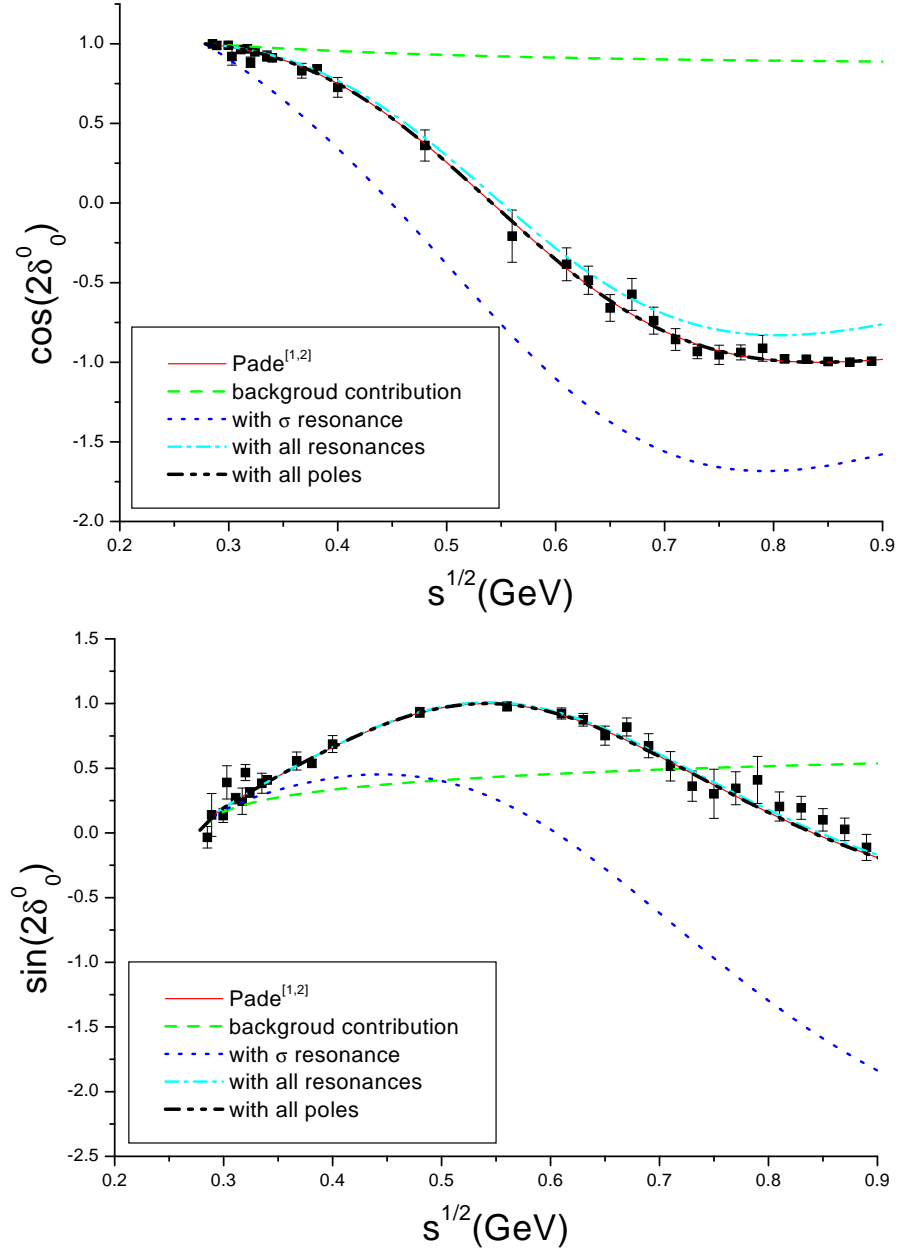 1.0
0.5
0.0
-0.5
-1.0
-1.5
-2.0
cos(2δ⁰₀)
Pade^[1,2]
backgroud contribution
with σ resonance
with all resonances
with all poles
0.2 0.3 0.4 0.5 0.6 0.7 0.8 0.9
s^1/2(GeV)
1.5
1.0
0.5
0.0
-0.5
-1.0
-1.5
-2.0
-2.5
sin(2δ⁰₀)
Pade^[1,2]
backgroud contribution
with σ resonance
with all resonances
with all poles
0.2 0.3 0.4 0.5 0.6 0.7 0.8 0.9
s^1/2(GeV)